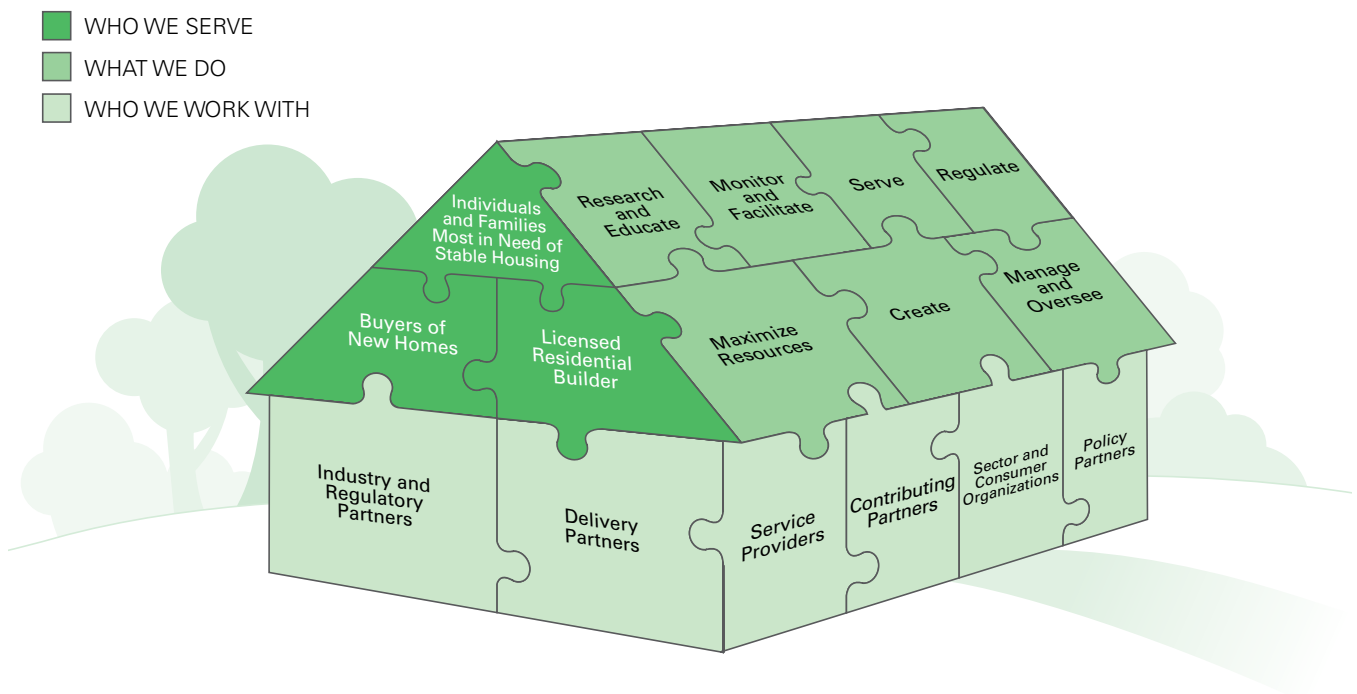 WHO WE SERVE
WHAT WE DO
WHO WE WORK WITH
Individuals
and Families
Most in Need of
Stable Housing
Buyers of
New Homes
Licensed
Residential
Builder
Research
and
Educate
Monitor
and
Facilitate
Serve
Regulate
Maximize
Resources
Create
Manage
and
Oversee
Industry and
Regulatory
Partners
Delivery
Partners
Service
Providers
Contributing
Partners
Sector and
Consumer
Organizations
Policy
Partners